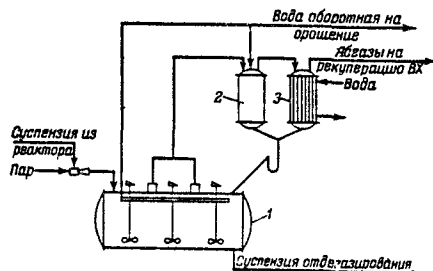 Вода оборотная на
орошение
Абгазы на
рекуперацию ВХ
Вода
2
3
Суспензия из
реактора
Пар
1
Суспензия отдегазирования